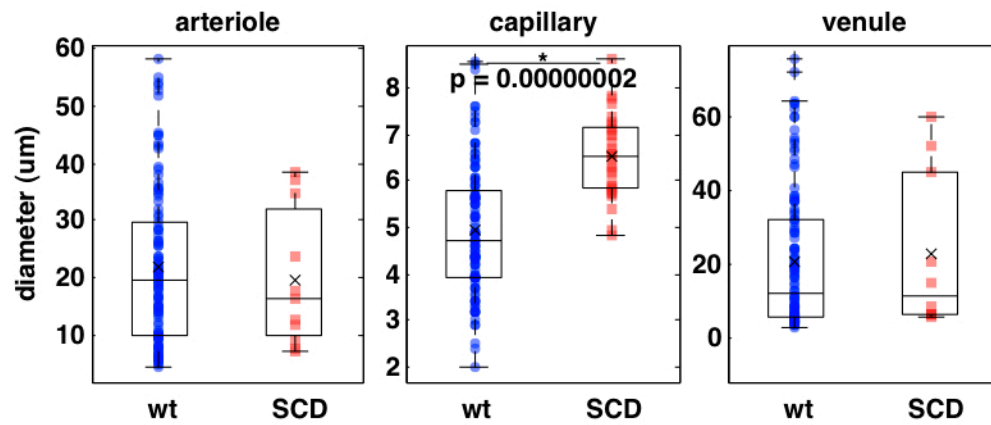 arteriole
capillary
venule
diameter (um)
60
50
40
30
20
10
wt
SCD
*
p = 0.00000002
8
7
6
5
4
3
2
wt
SCD
60
40
20
0
wt
SCD